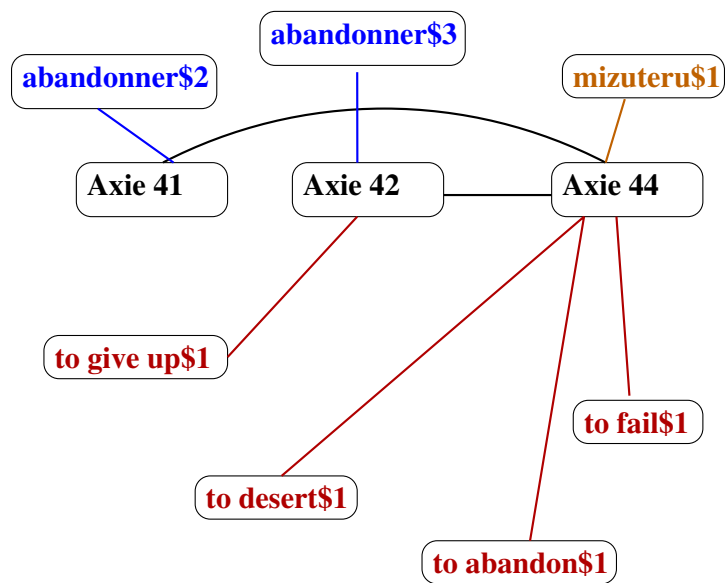 abandonner$3
abandonner$2
mizuteru$1
Axie 41
Axie 42
Axie 44
to give up$1
to fail$1
to desert$1
to abandon$1